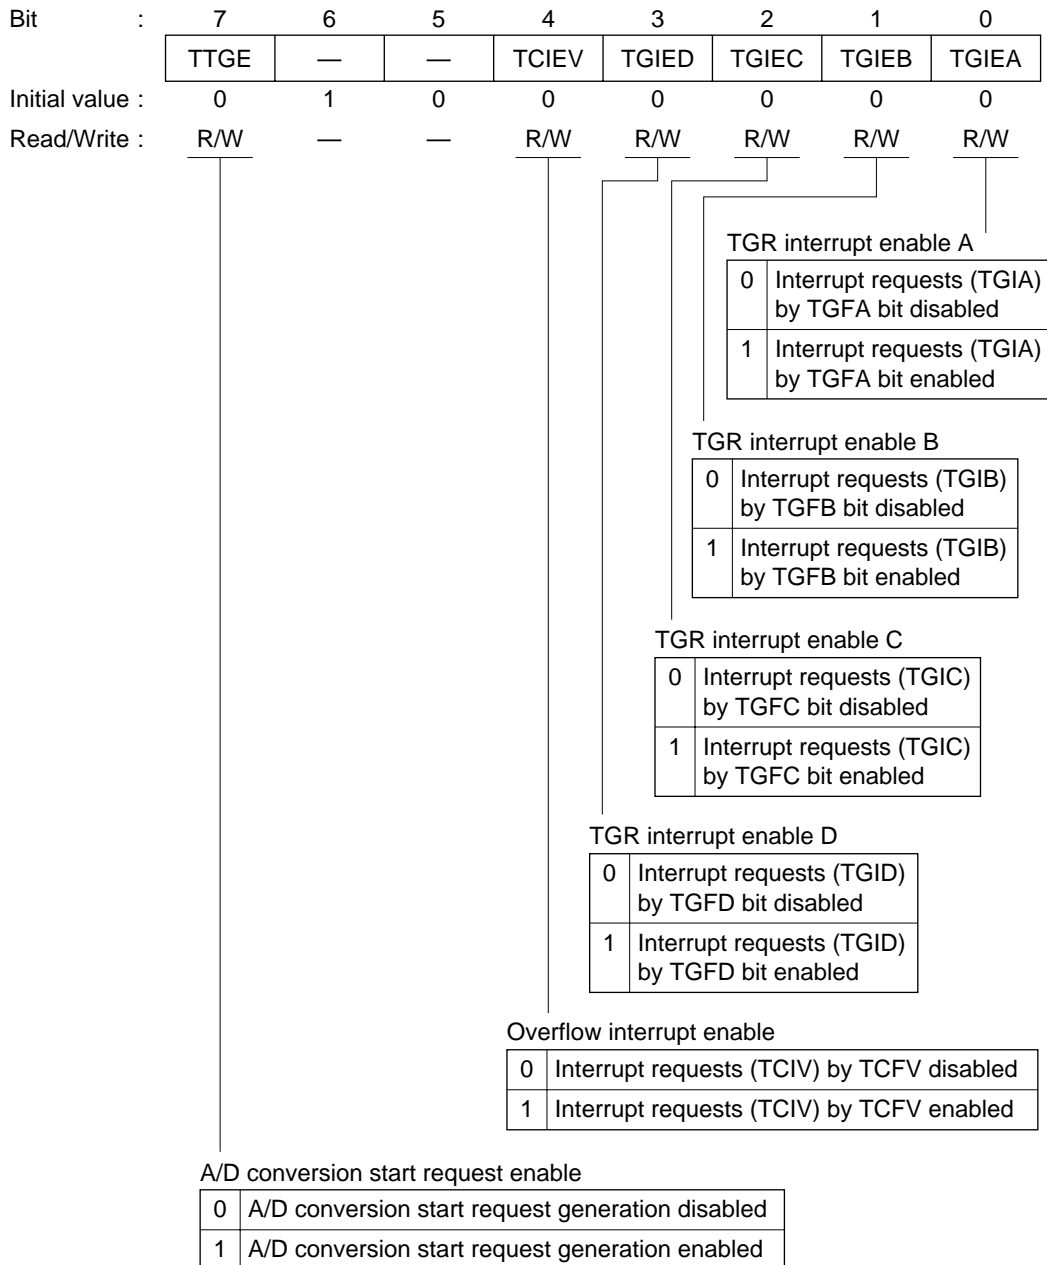 Bit : 7 6 5 4 3 2 1 0
TTGE — — TCIEV TGIED TGIEC TGIEB TGIEA
Initial value : 0 1 0 0 0 0 0 0
Read/Write : R/W — — R/W R/W R/W R/W R/W
TGR interrupt enable A
0 Interrupt requests (TGIA)
by TGFA bit disabled
1 Interrupt requests (TGIA)
by TGFA bit enabled
TGR interrupt enable B
0 Interrupt requests (TGIB)
by TGFB bit disabled
1 Interrupt requests (TGIB)
by TGFB bit enabled
TGR interrupt enable C
0 Interrupt requests (TGIC)
by TGFC bit disabled
1 Interrupt requests (TGIC)
by TGFC bit enabled
TGR interrupt enable D
0 Interrupt requests (TGID)
by TGFD bit disabled
1 Interrupt requests (TGID)
by TGFD bit enabled
Overflow interrupt enable
0 Interrupt requests (TCIV) by TCFV disabled
1 Interrupt requests (TCIV) by TCFV enabled
A/D conversion start request enable
0 A/D conversion start request generation disabled
1 A/D conversion start request generation enabled